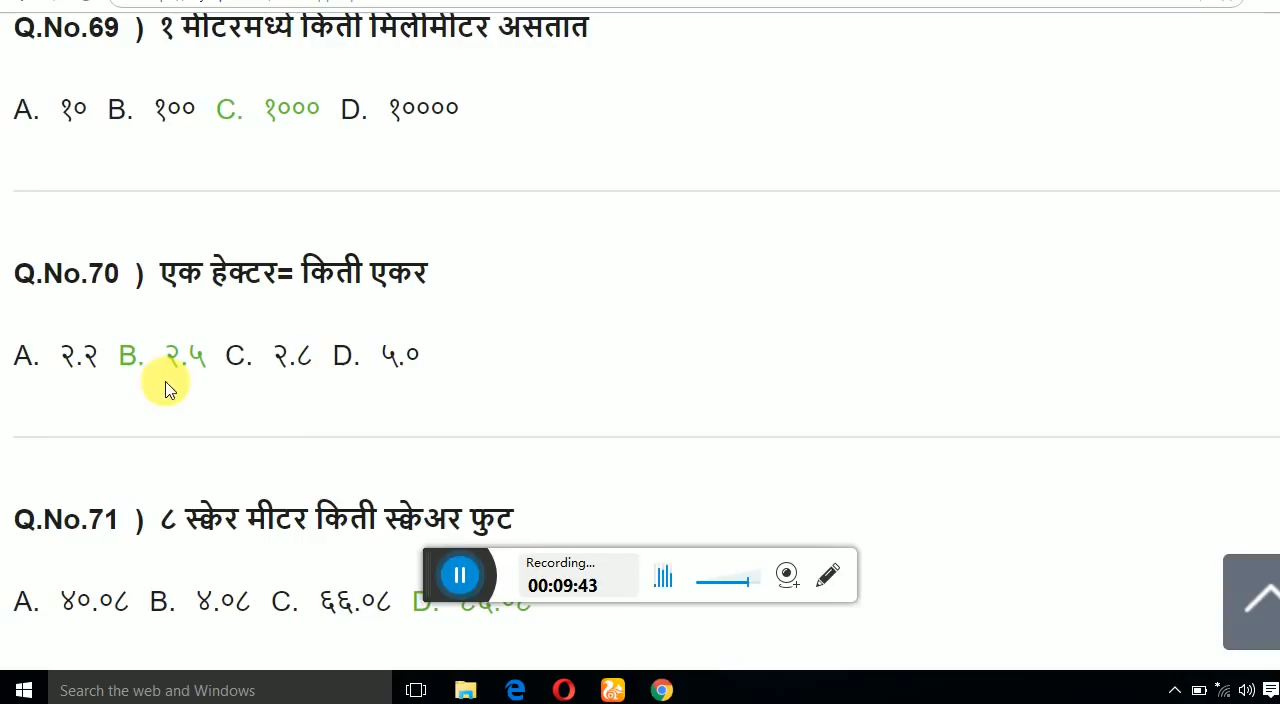 Q.No.69 ) १ मीटरमध्ये किती मिलीमीटर असतात
A. १० B. १०० C. १००० D. १००००
Q.No.70 ) एक हेक्टर= किती एकर
A. २.२ B. २.५ C. २.८ D. ५.०
Q.No.71 ) ८ स्केर मीटर किती स्केअर फुट
Recording...
00:09:43
A. ४०.०८ B. ४.०८ C. ६६.०८ D.
Search the web and Windows